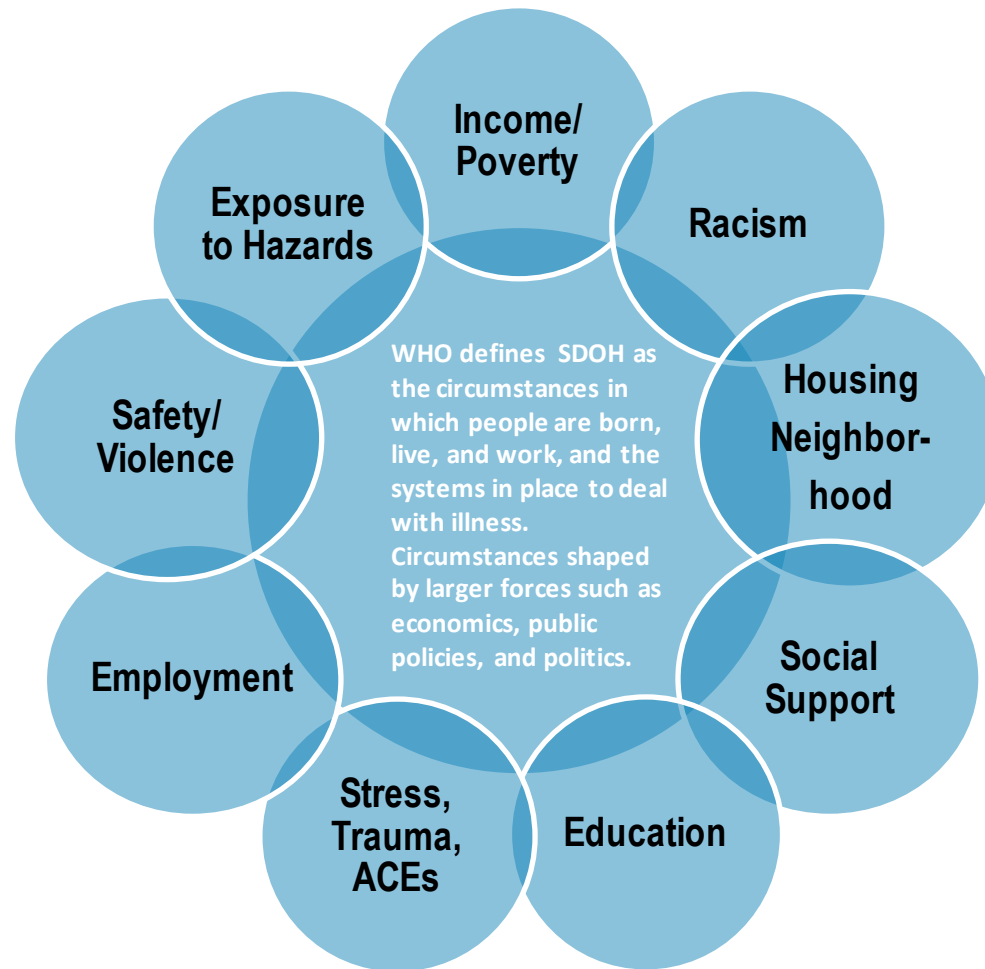 Income/
Poverty
Racism
Housing
Neighbor-
hood
Social
Support
Education
Stress,
Trauma,
ACEs
Employment
Safety/
Violence
Exposure
to Hazards
WHO defines SDOH as
the circumstances in
which people are born,
live, and work, and the
systems in place to deal
with illness.
Circumstances shaped
by larger forces such as
economics, public
policies, and politics.